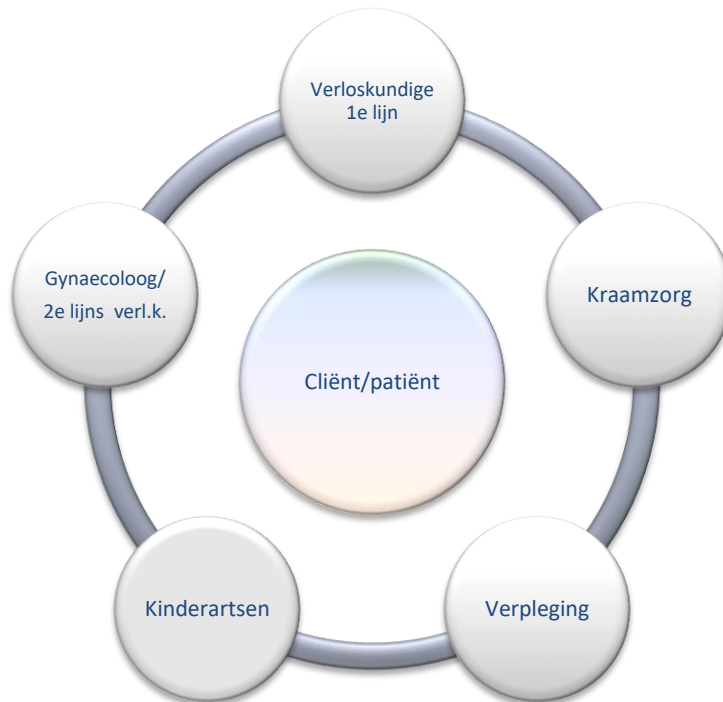 Verloskundige
1e lijn
Gynaecoloog/
2e lijns verl.k.
Kraamzorg
Cliënt/patiënt
Kinderartsen
Verpleging